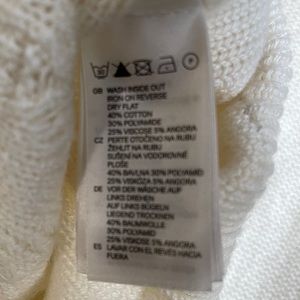 GB WASH INSIDE OUT
IRON ON REVERSE
DRY FLAT
40% COTTON
30% POLYAMIDE
25% VISCOSE 5% ANGORA
CZ PERTE OTOČENÉ NA RUBU
ŽEHLIT NA RUBU
SUŠENÍ NA VODOROVNÉ
PLOŠE
40% BAVLNA 30% POLYAMID
25% VISKÓZA 5% ANGORA
DE VOR DER WÄSCHE AUF
LINKS DREHEN
AUF LINKS BÜGELN
LIEGEND TROCKNEN
40% BAUMWOLLE
30% POLYAMID
25% VISKOSE 5% ANGORA
ES LAVAR CON EL REVÉS HACIA
FUERA